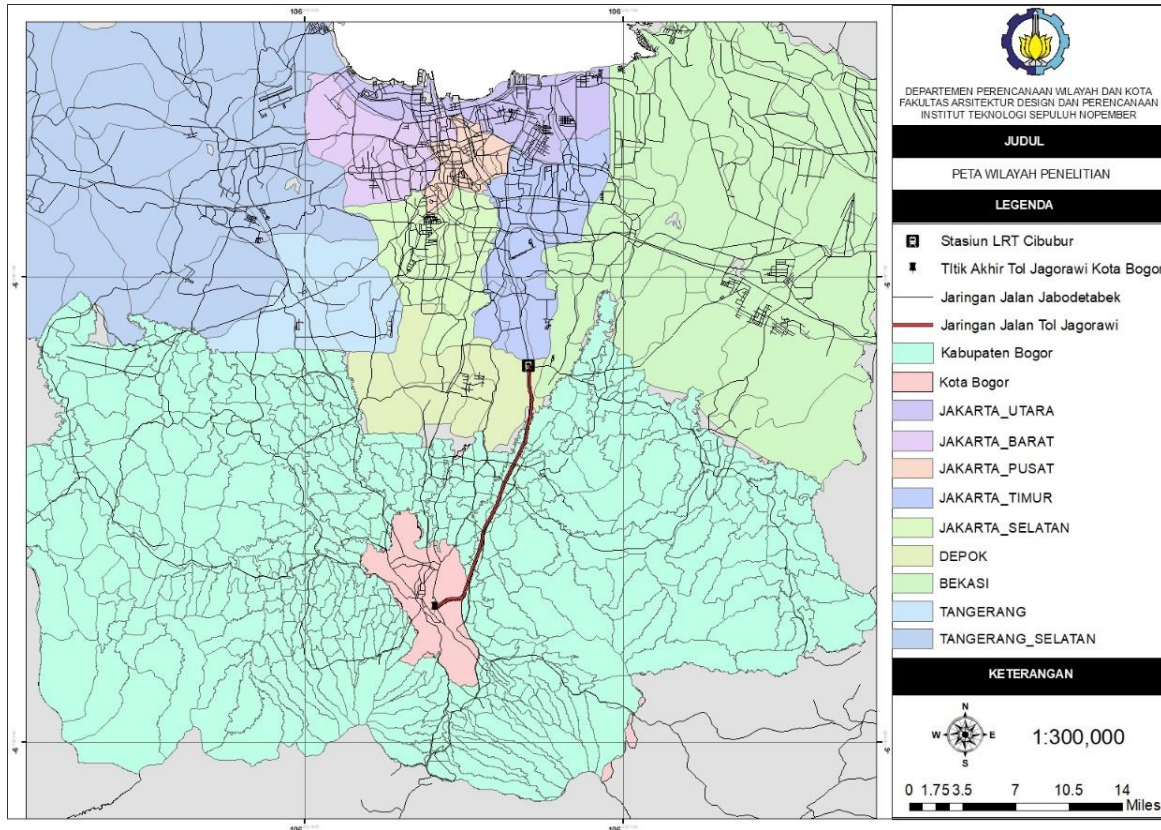 106
DEPARTEMEN PERENCANAAN WILAYAH DAN KOTA
FAKULTAS ARSITEKTUR DESIGN DAN PERENCANAAN
INSTITUT TEKNOLOGI SEPULUH NOPEMBER
JUDUL
PETA WILAYAH PENELITIAN
LEGENDA
Stasiun LRT Cibubur
TItik Akhir Tol Jagorawi Kota Bogor
Jaringan Jalan Jabodetabek
Jaringan Jalan Tol Jagorawi
Kabupaten Bogor
Kota Bogor
JAKARTA_UTARA
JAKARTA_BARAT
JAKARTA_PUSAT
JAKARTA_TIMUR
JAKARTA_SELATAN
DEPOK
BEKASI
TANGERANG
TANGERANG_SELATAN
KETERANGAN
N
W E
S
1:300,000
0 1.75 3.5 7 10.5 14
Miles